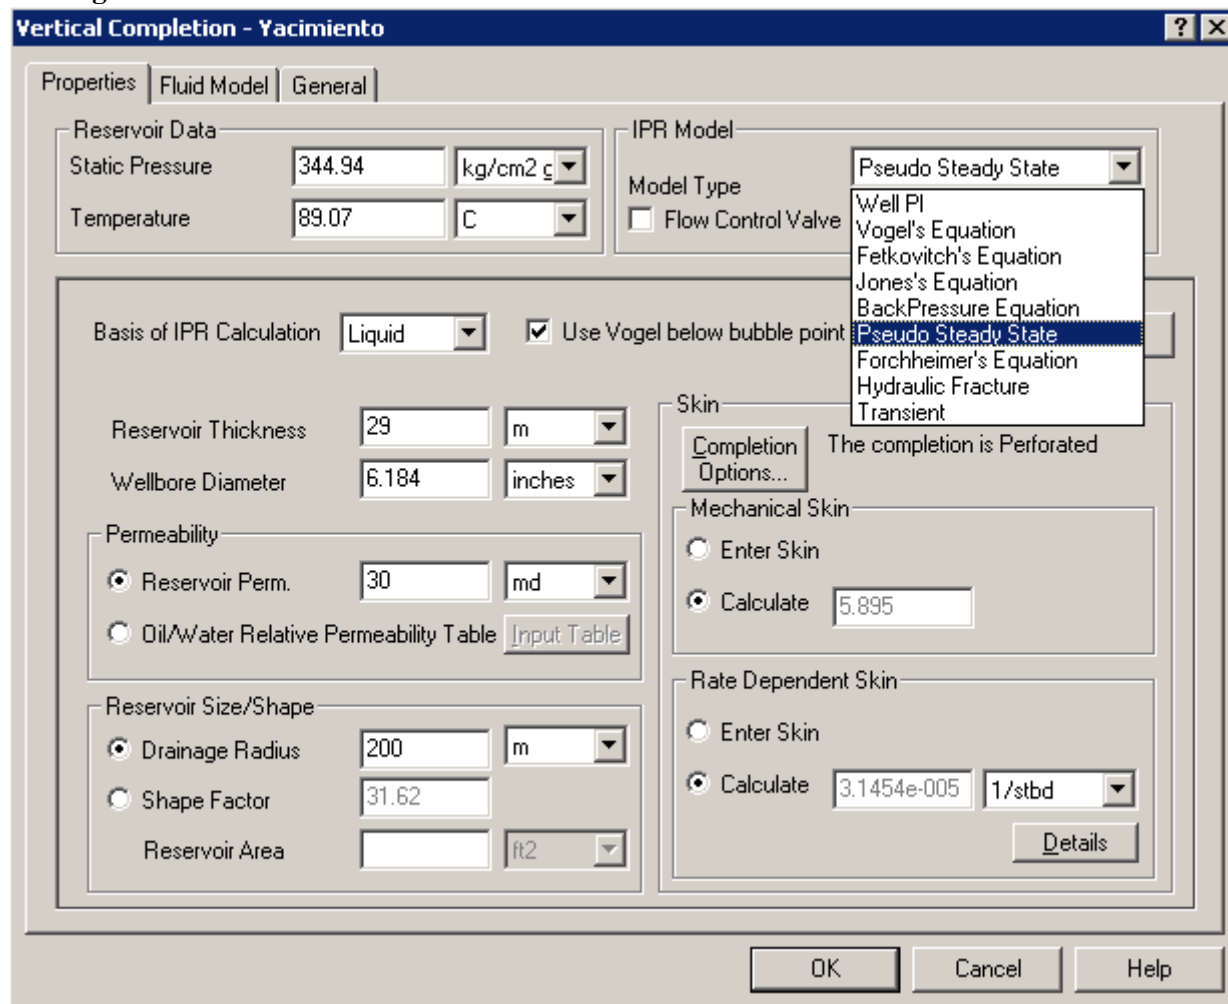 Vertical Completion - Yacimiento
Properties Fluid Model General
Reservoir Data
Static Pressure 344.94 kg/cm2 g
Temperature 89.07 C
IPR Model
Model Type Pseudo Steady State
Flow Control Valve
Well PI
Vogel's Equation
Fetkovitch's Equation
Jones's Equation
BackPressure Equation
Pseudo Steady State
Forchheimer's Equation
Hydraulic Fracture
Transient
Basis of IPR Calculation Liquid Use Vogel below bubble point
Reservoir Thickness 29 m
Wellbore Diameter 6.184 inches
Permeability
Reservoir Perm. 30 md
Oil/Water Relative Permeability Table Input Table
Reservoir Size/Shape
Drainage Radius 200 m
Shape Factor 31.62
Reservoir Area ft2
Skin
Completion Options... The completion is Perforated
Mechanical Skin
Enter Skin
Calculate 5.895
Rate Dependent Skin
Enter Skin
Calculate 3.1454e-005 1/stbd
Details
OK Cancel Help